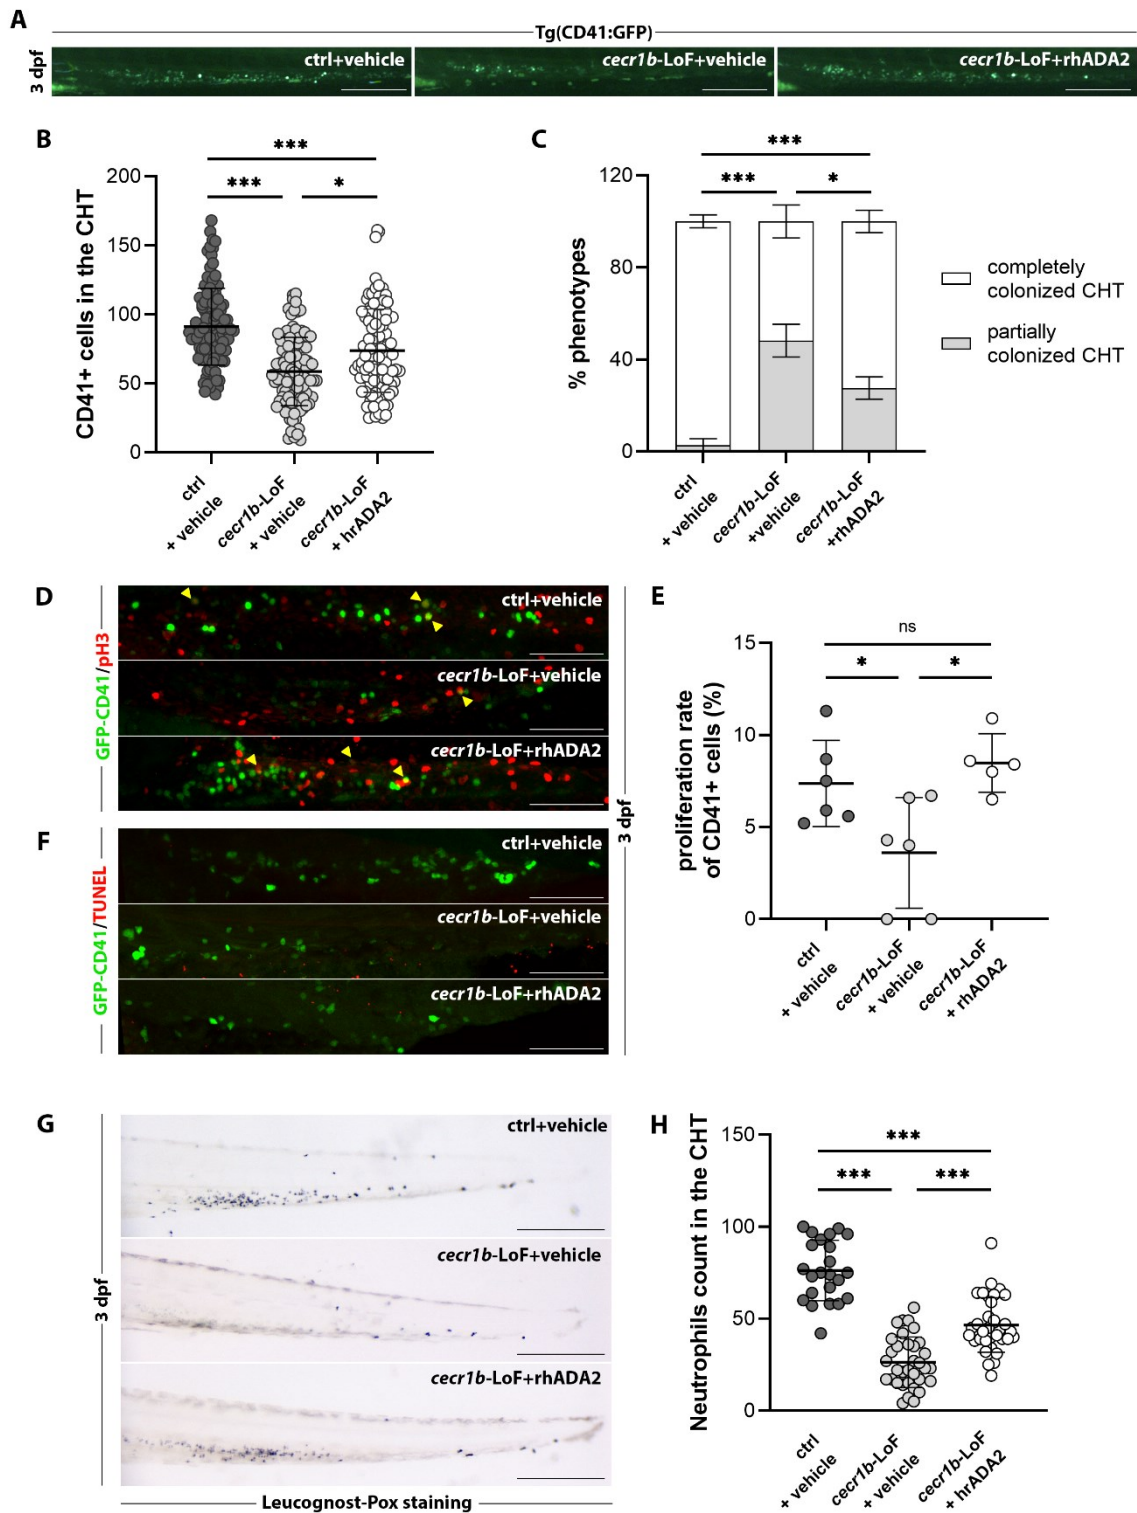 A
Tg(CD41:GFP)
3 dpf
ctrl+vehicle
cecr1b-LoF+vehicle
cecr1b-LoF+rhADA2
B
CD41+ cells in the CHT
200
150
100
50
0
***
***
*
ctrl
+ vehicle
cecr1b-LoF
+ vehicle
cecr1b-LoF
+ hrADA2
C
% phenotypes
120
80
40
0
***
***
*
ctrl
+ vehicle
cecr1b-LoF
+vehicle
cecr1b-LoF
+rhADA2
completely
colonized CHT
partially
colonized CHT
D
GFP-CD41/pH3
ctrl+vehicle
cecr1b-LoF+vehicle
cecr1b-LoF+rhADA2
3 dpf
E
proliferation rate
of CD41+ cells (%)
15
10
5
0
ns
*
*
ctrl
+ vehicle
cecr1b-LoF
+ vehicle
cecr1b-LoF
+ rhADA2
F
GFP-CD41/TUNEL
ctrl+vehicle
cecr1b-LoF+vehicle
cecr1b-LoF+rhADA2
G
3 dpf
ctrl+vehicle
cecr1b-LoF+vehicle
cecr1b-LoF+rhADA2
Leucognost-Pox staining
H
Neutrophils count in the CHT
150
100
50
0
***
***
***
ctrl
+ vehicle
cecr1b-LoF
+ vehicle
cecr1b-LoF
+ hrADA2